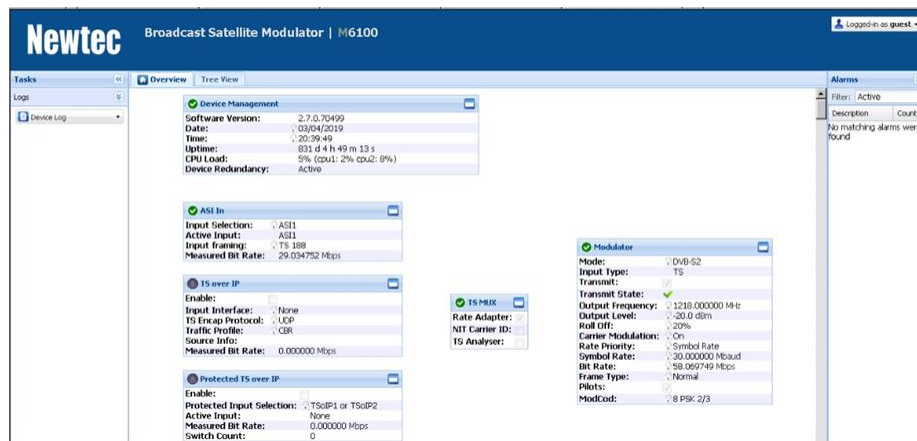 Newtec
Broadcast Satellite Modulator | M6100
Logged-in as guest
Tasks
Overview
Tree View
Alarms
Logs
Filter: Active
Device Log
Description Count
No matching alarms were found
Device Management
Software Version: 2.7.0.70499
Date: 03/04/2019
Time: 20:39:49
Uptime: 831 d 4 h 49 m 13 s
CPU Load: 5% (cpu1: 2% cpu2: 8%)
Device Redundancy: Active
ASI In
Input Selection: ASI1
Active Input: ASI1
Input framing: TS 188
Measured Bit Rate: 29.034752 Mbps
TS over IP
Enable:
Input Interface: None
TS Encap Protocol: UDP
Traffic Profile: CBR
Source Info:
Measured Bit Rate: 0.000000 Mbps
Protected TS over IP
Enable:
Protected Input Selection: TSoIP1 or TSoIP2
Active Input: None
Measured Bit Rate: 0.000000 Mbps
Switch Count: 0
TS MUX
Rate Adapter:
NIT Carrier ID:
TS Analyser:
Modulator
Mode: DVB-S2
Input Type: TS
Transmit:
Transmit State:
Output Frequency: 1218.000000 MHz
Output Level: -20.0 dBm
Roll Off: 20%
Carrier Modulation: On
Rate Priority: Symbol Rate
Symbol Rate: 30.000000 Mbaud
Bit Rate: 58.069749 Mbps
Frame Type: Normal
Pilots:
ModCod: 8 PSK 2/3